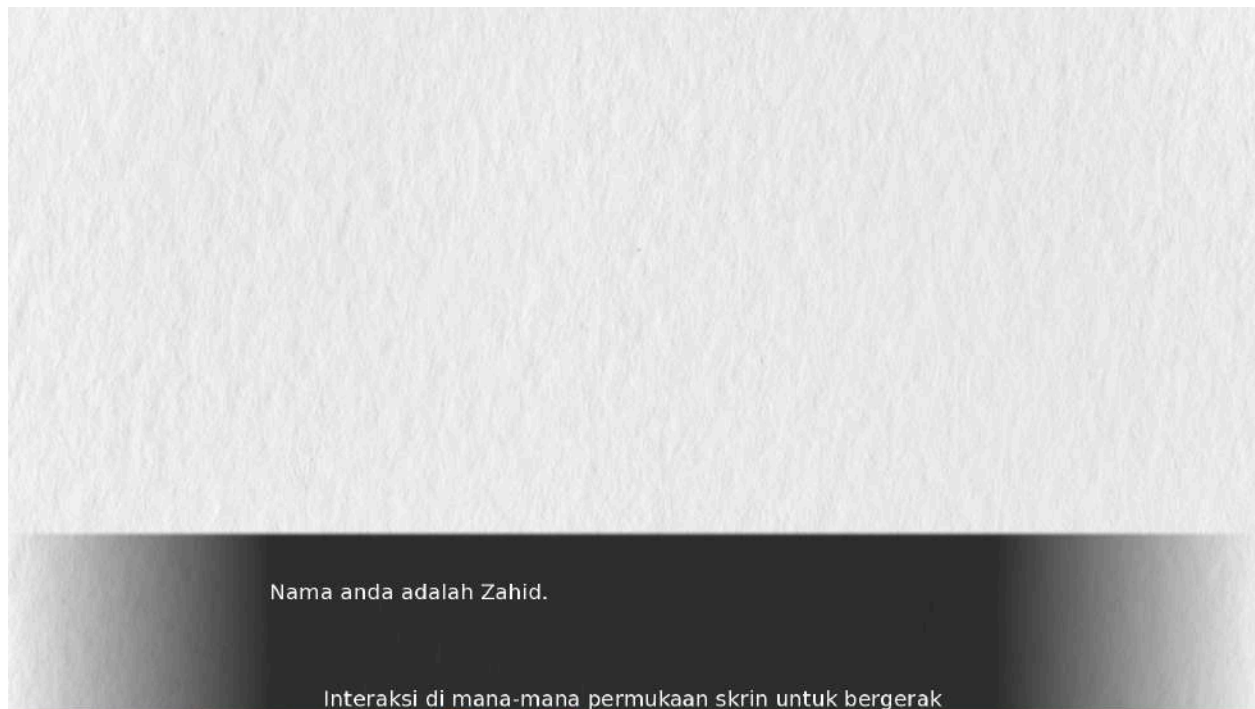 Nama anda adalah Zahid.
Interaksi di mana-mana permukaan skrin untuk bergerak